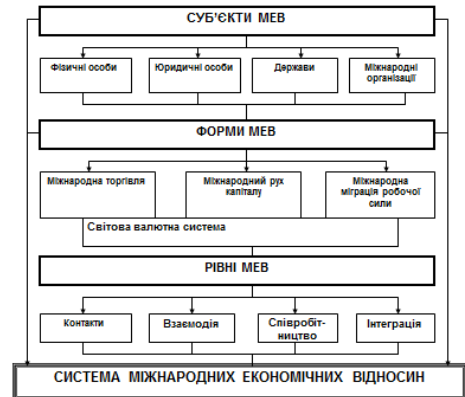 СУБ'ЄКТИ МЕВ
Фізичні особи
Юридичні особи
Держави
Міжнародні
організації
ФОРМИ МЕВ
Міжнародна торгівля
Міжнародний рух
капіталу
Міжнародна
міграція робочої
сили
Світова валютна система
РІВНІ МЕВ
Контакти
Взаємодія
Співробіт-
ництво
Інтеграція
СИСТЕМА МІЖНАРОДНИХ ЕКОНОМІЧНИХ ВІДНОСИН